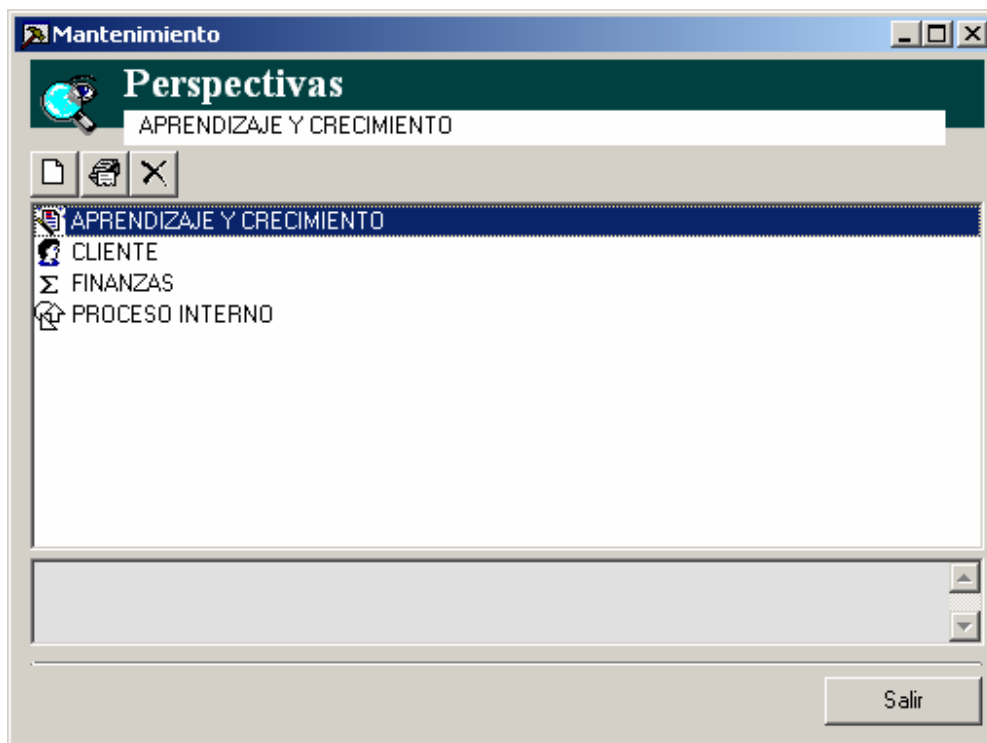 Mantenimiento
Perspectivas
APRENDIZAJE Y CRECIMIENTO
APRENDIZAJE Y CRECIMIENTO
CLIENTE
Σ FINANZAS
PROCESO INTERNO
Salir